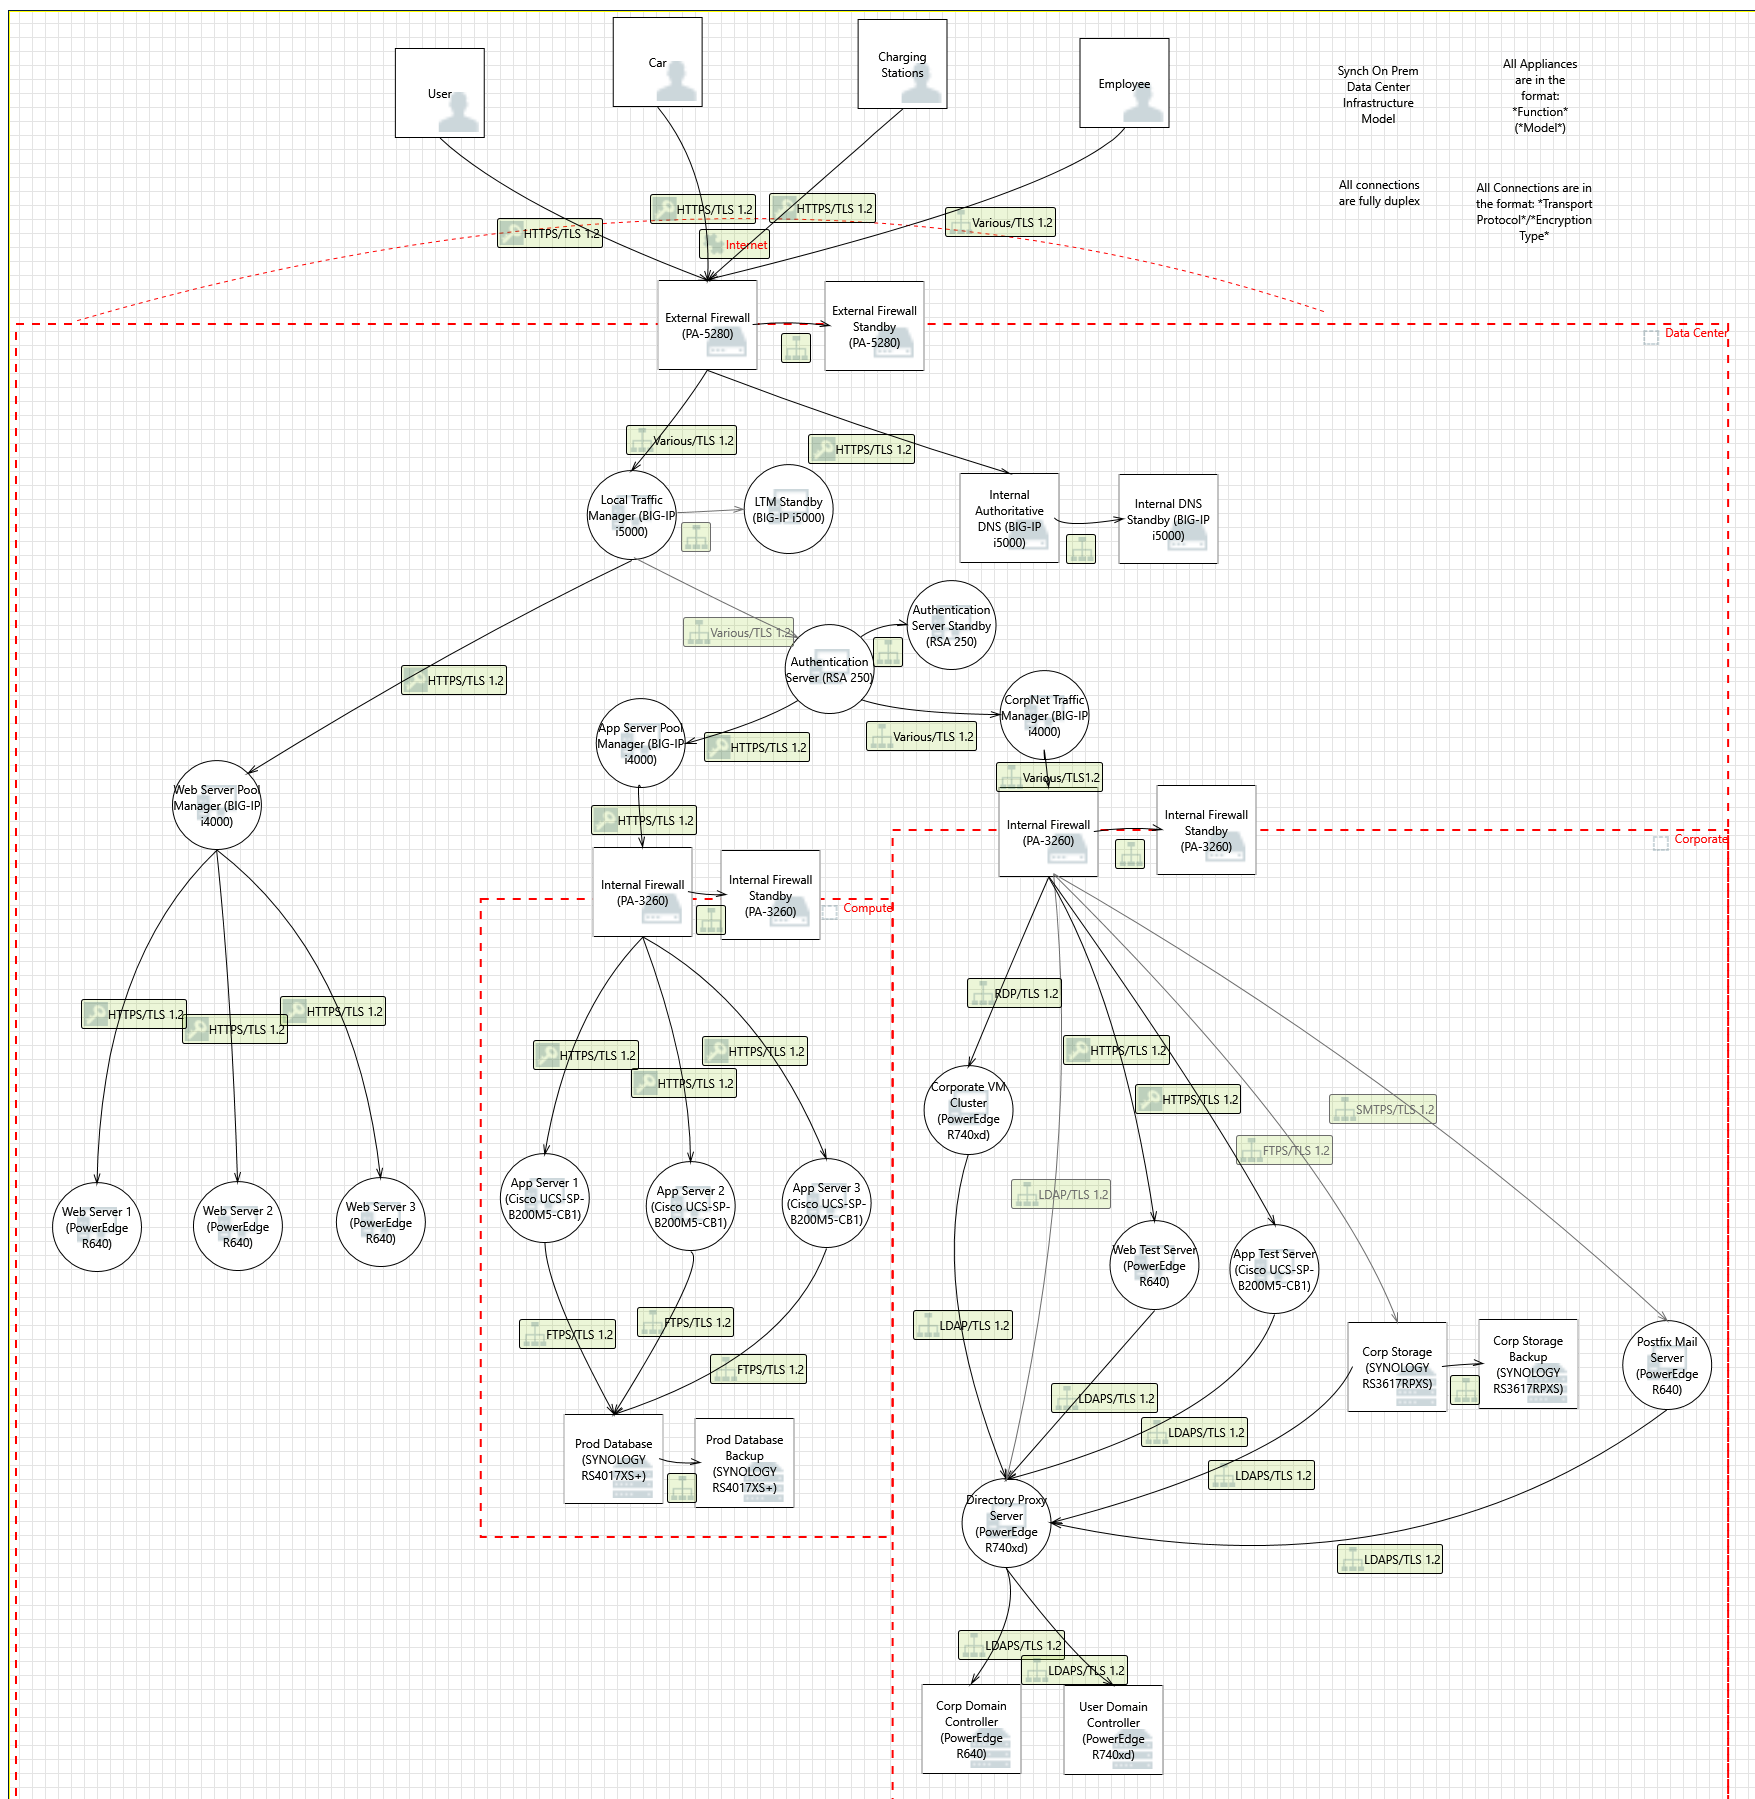 User
Car
Charging
Stations
Employee
Synch On Prem
Data Center
Infrastructure
Model
All Appliances
are in the
format:
*Function*
(*Model*)
All connections
are fully duplex
All Connections are in
the format: *Transport
Protocol*/*Encryption
Type*
HTTPS/TLS 1.2
HTTPS/TLS 1.2
HTTPS/TLS 1.2
Various/TLS 1.2
Internet
External Firewall
(PA-5280)
External Firewall
Standby
(PA-5280)
Data Center
Various/TLS 1.2
HTTPS/TLS 1.2
Local Traffic
Manager (BIG-IP
i5000)
LTM Standby
(BIG-IP i5000)
Internal
Authoritative
DNS (BIG-IP
i5000)
Internal DNS
Standby (BIG-IP
i5000)
Various/TLS 1.2
Authentication
Server Standby
(RSA 250)
Authentication
Server (RSA 250)
HTTPS/TLS 1.2
App Server Pool
Manager (BIG-IP
i4000)
HTTPS/TLS 1.2
Various/TLS 1.2
CorpNet Traffic
Manager (BIG-IP
i4000)
Various/TLS1.2
Web Server Pool
Manager (BIG-IP
i4000)
HTTPS/TLS 1.2
Internal Firewall
(PA-3260)
Internal Firewall
Standby
(PA-3260)
Corporate
Internal Firewall
(PA-3260)
Internal Firewall
Standby
(PA-3260)
Compute
HTTPS/TLS 1.2
HTTPS/TLS 1.2
HTTPS/TLS 1.2
HTTPS/TLS 1.2
HTTPS/TLS 1.2
HTTPS/TLS 1.2
RDP/TLS 1.2
HTTPS/TLS 1.2
HTTPS/TLS 1.2
SMTPS/TLS 1.2
FTPS/TLS 1.2
LDAP/TLS 1.2
Corporate VM
Cluster
(PowerEdge
R740xd)
Web Server 1
(PowerEdge
R640)
Web Server 2
(PowerEdge
R640)
Web Server 3
(PowerEdge
R640)
App Server 1
(Cisco UCS-SP-
B200M5-CB1)
App Server 2
(Cisco UCS-SP-
B200M5-CB1)
App Server 3
(Cisco UCS-SP-
B200M5-CB1)
Web Test Server
(PowerEdge
R640)
App Test Server
(Cisco UCS-SP-
B200M5-CB1)
FTPS/TLS 1.2
FTPS/TLS 1.2
FTPS/TLS 1.2
LDAP/TLS 1.2
Corp Storage
(SYNOLOGY
RS3617RPXS)
Corp Storage
Backup
(SYNOLOGY
RS3617RPXS)
Postfix Mail
Server
(PowerEdge
R640)
LDAPS/TLS 1.2
LDAPS/TLS 1.2
LDAPS/TLS 1.2
LDAPS/TLS 1.2
Prod Database
(SYNOLOGY
RS4017XS+)
Prod Database
Backup
(SYNOLOGY
RS4017XS+)
Directory Proxy
Server
(PowerEdge
R740xd)
LDAPS/TLS 1.2
LDAPS/TLS 1.2
Corp Domain
Controller
(PowerEdge
R640)
User Domain
Controller
(PowerEdge
R740xd)